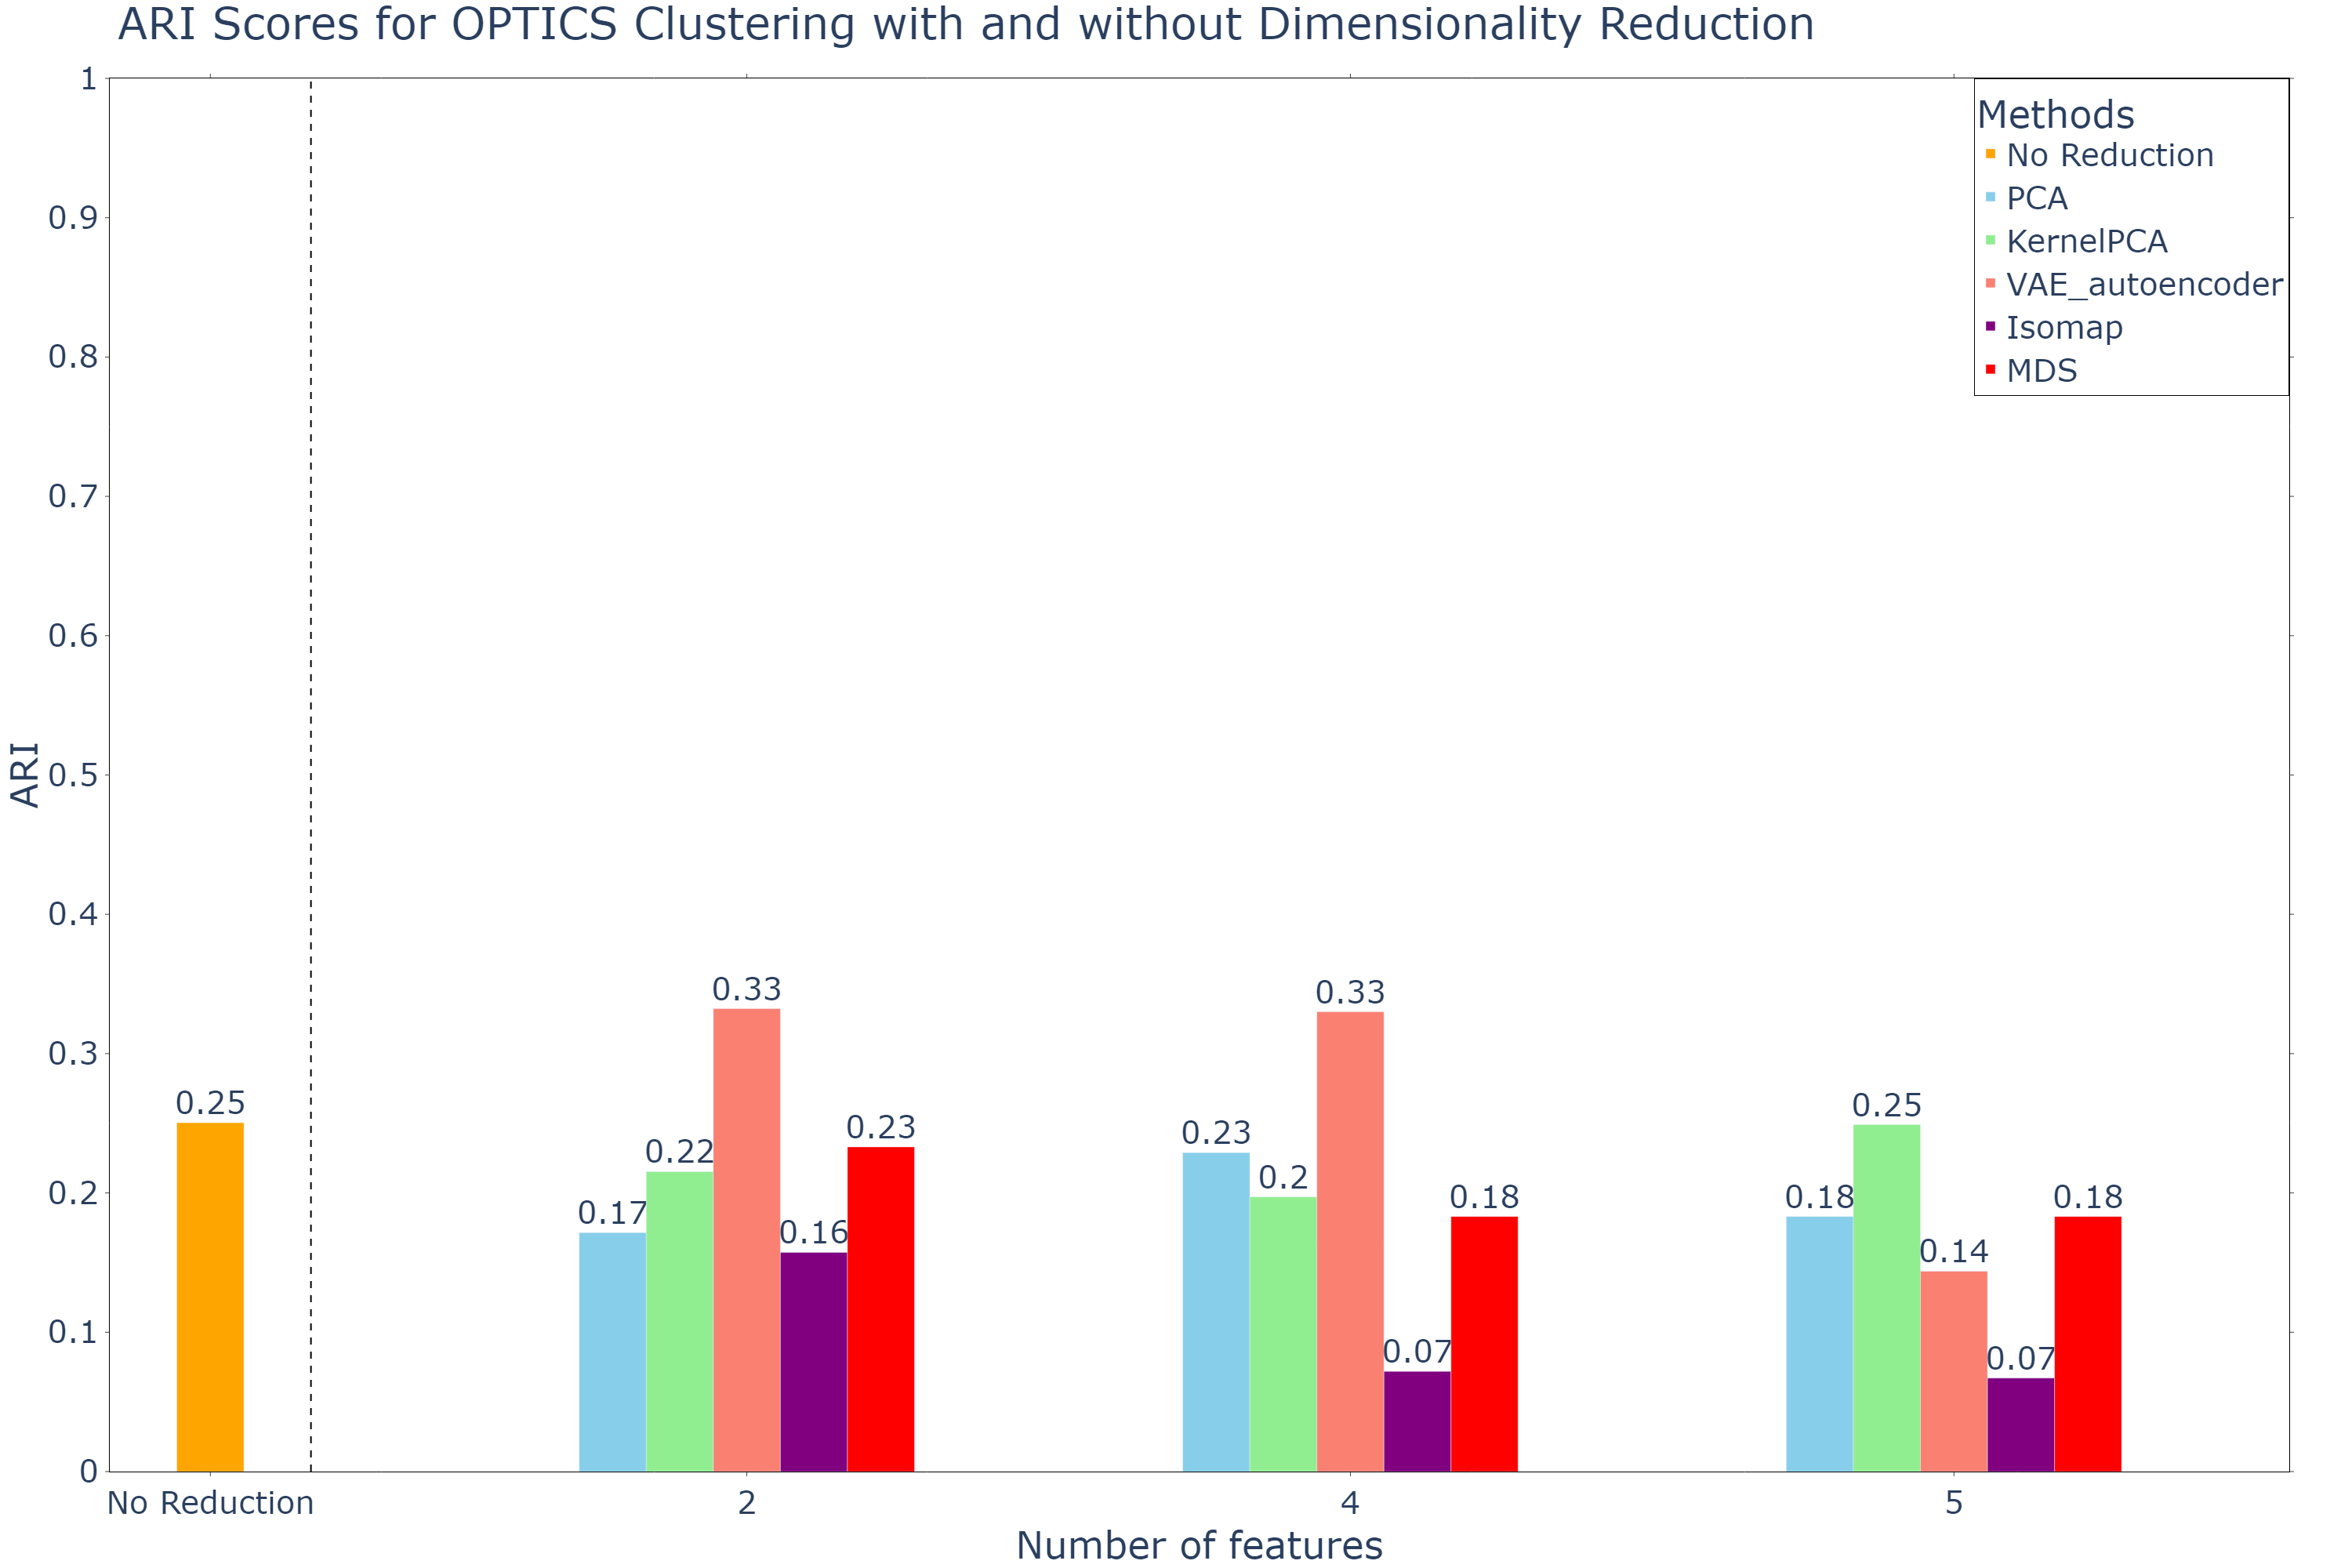 ARI Scores for OPTICS Clustering with and without Dimensionality Reduction
Methods
No Reduction
PCA
KernelPCA
VAE_autoencoder
Isomap
MDS
ARI
1
0.9
0.8
0.7
0.6
0.5
0.4
0.3
0.2
0.1
0
0.25
0.17
0.22
0.33
0.16
0.23
0.23
0.2
0.33
0.07
0.18
0.18
0.25
0.14
0.07
0.18
No Reduction
2
4
5
Number of features